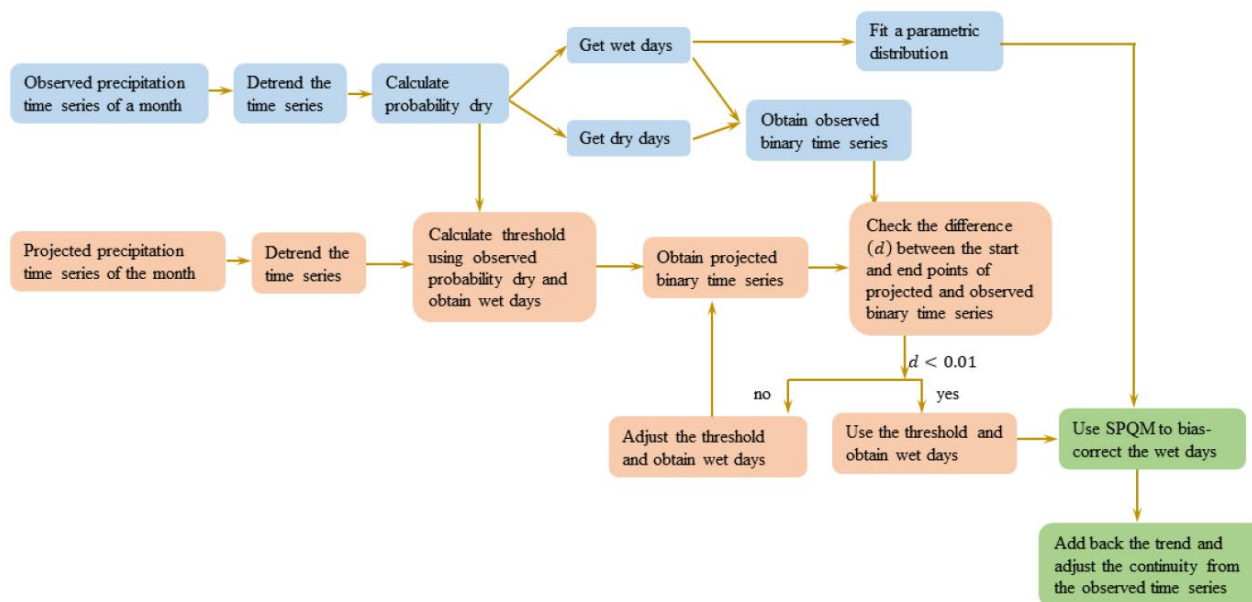 Observed precipitation
time series of a month
Detrend the
time series
Calculate
probability dry
Get wet days
Get dry days
Fit a parametric
distribution
Obtain observed
binary time series
Projected precipitation
time series of the month
Detrend the
time series
Calculate threshold
using observed
probability dry and
obtain wet days
Obtain projected
binary time series
Check the difference
(d) between the start
and end points of
projected and observed
binary time series
d < 0.01
no
yes
Adjust the threshold
and obtain wet days
Use the threshold and
obtain wet days
Use SPQM to bias-
correct the wet days
Add back the trend and
adjust the continuity from
the observed time series